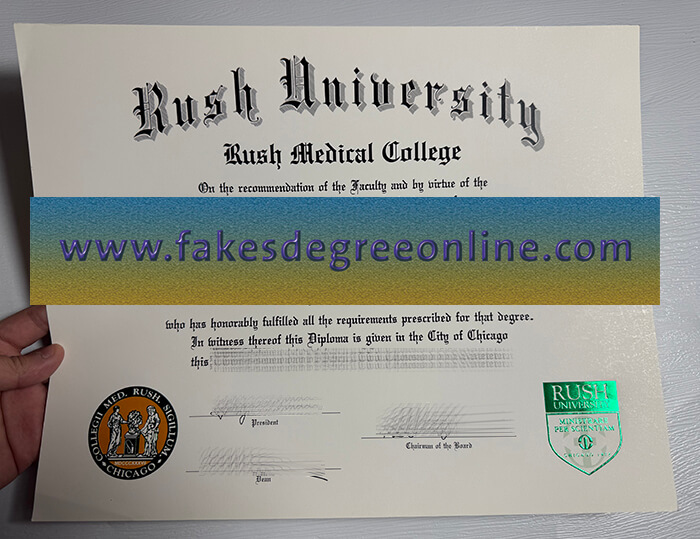 Rush University
Rush Medical College
On the recommendation of the Faculty and by virtue of the
www.fakesdegreeonline.com
who has honorably fulfilled all the requirements prescribed for that degree.
In witness thereof this Diploma is given in the City of Chicago
this
COLLEGII MED. RUSH. SIGILLUM.
CHICAGO
President
Chairman of the Board
Dean
RUSH
UNIVERSITY
MINISTRARE
PER SCIENTIAM